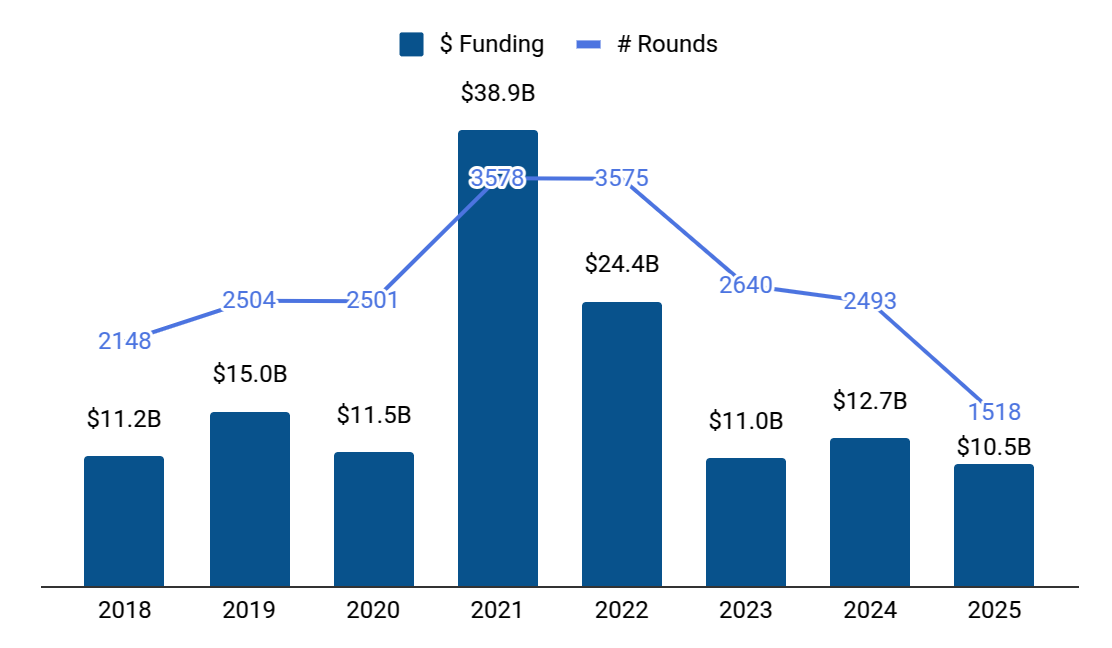 $ Funding # Rounds
$38.9B
3578 3575
$24.4B
2640
2504 2501 2493
2148
$15.0B
$12.7B
1518
$11.2B $11.5B $11.0B
$10.5B
2018 2019 2020 2021 2022 2023 2024 2025